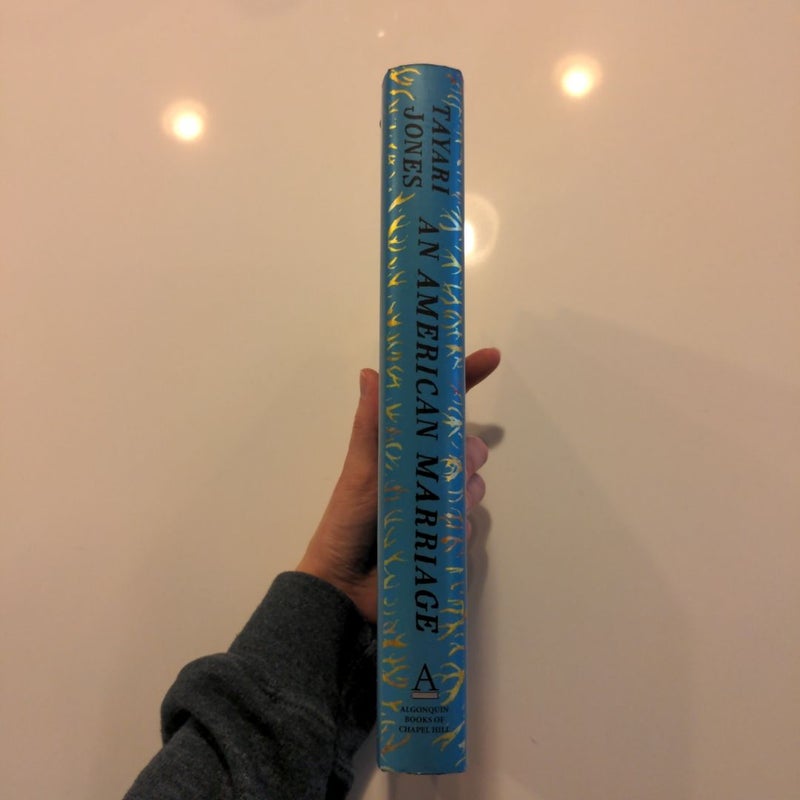 TAYARI
JONES
AN AMERICAN MARRIAGE
A
ALGONQUIN
BOOKS OF
CHAPEL HILL